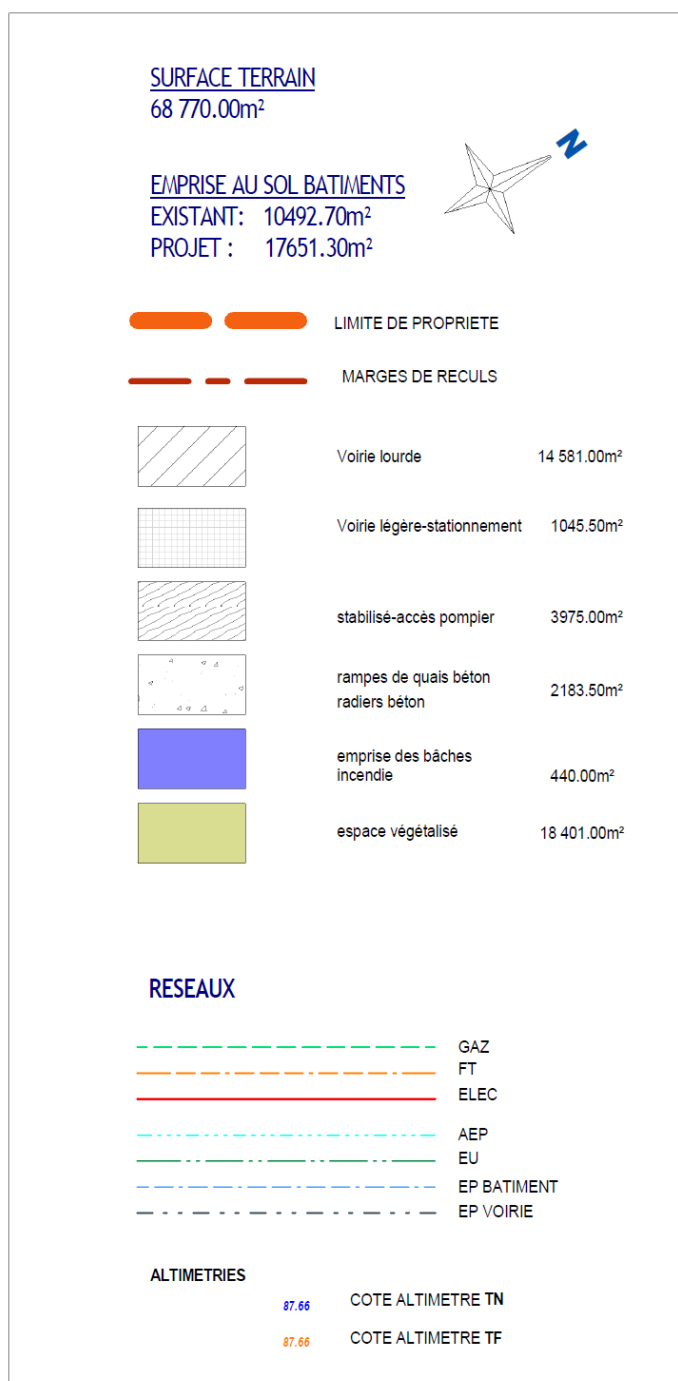 SURFACE TERRAIN
68 770.00m²
N
EMPRISE AU SOL BATIMENTS
EXISTANT: 10492.70m²
PROJET : 17651.30m²
LIMITE DE PROPRIETE
MARGES DE RECULS
Voirie lourde 14 581.00m²
Voirie légère-stationnement 1045.50m²
stabilisé-accès pompier 3975.00m²
rampes de quais béton
radiers béton 2183.50m²
emprise des bâches
incendie 440.00m²
espace végétalisé 18 401.00m²
RESEAUX
GAZ
FT
ELEC
AEP
EU
EP BATIMENT
EP VOIRIE
ALTIMETRIES
87.66 COTE ALTIMETRE TN
87.66 COTE ALTIMETRE TF